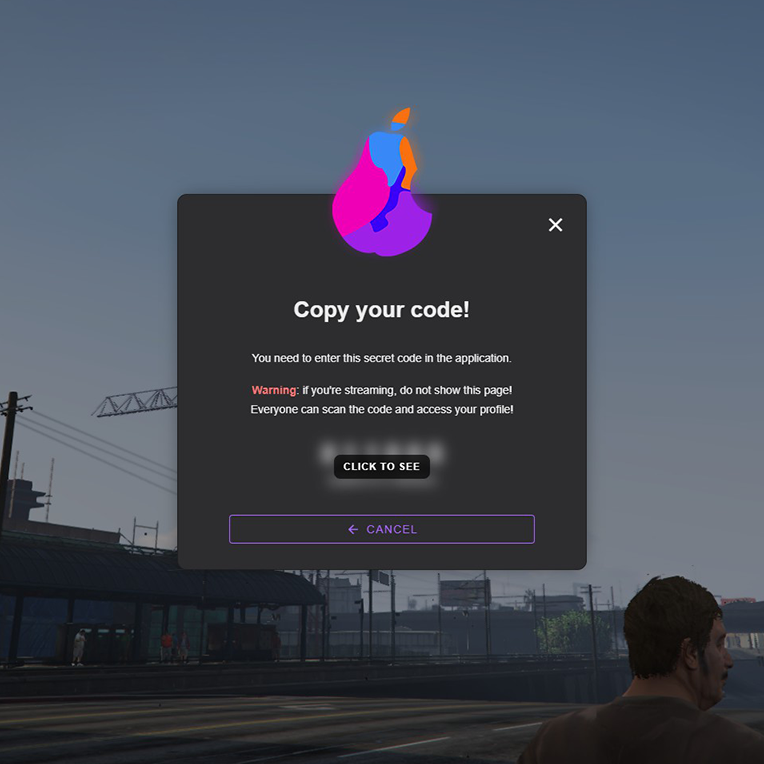 Copy your code!
You need to enter this secret code in the application.
Warning: if you're streaming, do not show this page!
Everyone can scan the code and access your profile!
CLICK TO SEE
CANCEL